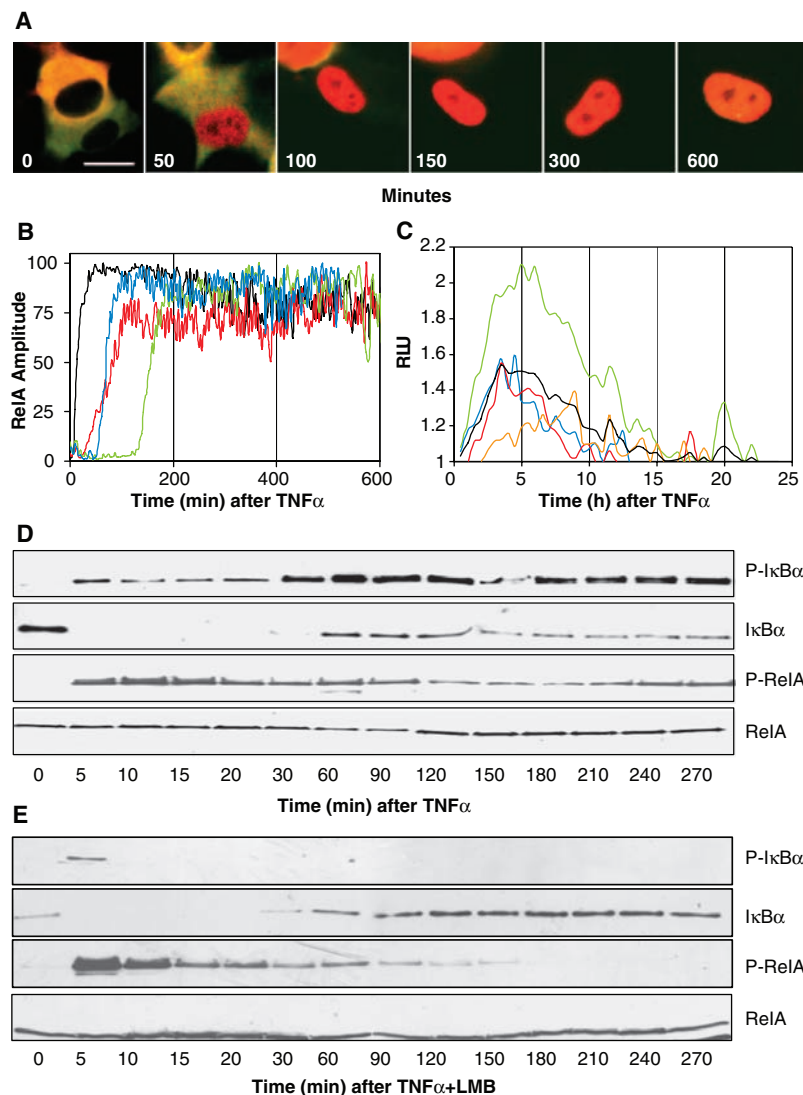 A
0
50
100
150
300
600
Minutes
B
C
100
75
50
25
0
RelA Amplitude
0
200
400
600
Time (min) after TNFα
2.2
2
1.8
1.6
1.4
1.2
1
RLU
0
5
10
15
20
25
Time (h) after TNFα
D
P-IκBα
IκBα
P-RelA
RelA
0 5 10 15 20 30 60 90 120 150 180 210 240 270
Time (min) after TNFα
E
P-IκBα
IκBα
P-RelA
RelA
0 5 10 15 20 30 60 90 120 150 180 210 240 270
Time (min) after TNFα+LMB